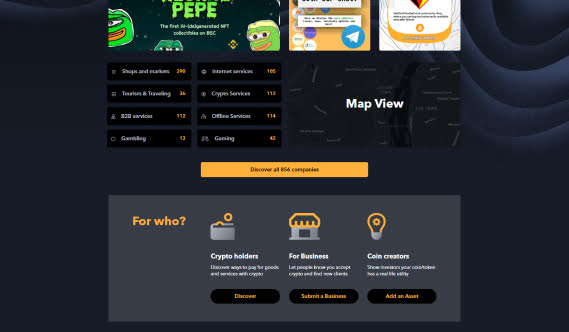 PEPE
The first AI-(de)generated NFT
collectibles on BSC
Shops and markets 390
Internet services 105
Tourism & Traveling 36
Crypto Services 113
B2B services 112
Offline Services 114
Gambling 13
Gaming 42
Map View
Discover all 856 companies
For who?
Crypto holders
Discover ways to pay for goods
and services with crypto
Discover
For Business
Let people know you accept
crypto and find new clients
Submit a Business
Coin creators
Show investors your coin/token
has a real life utility
Add an Asset